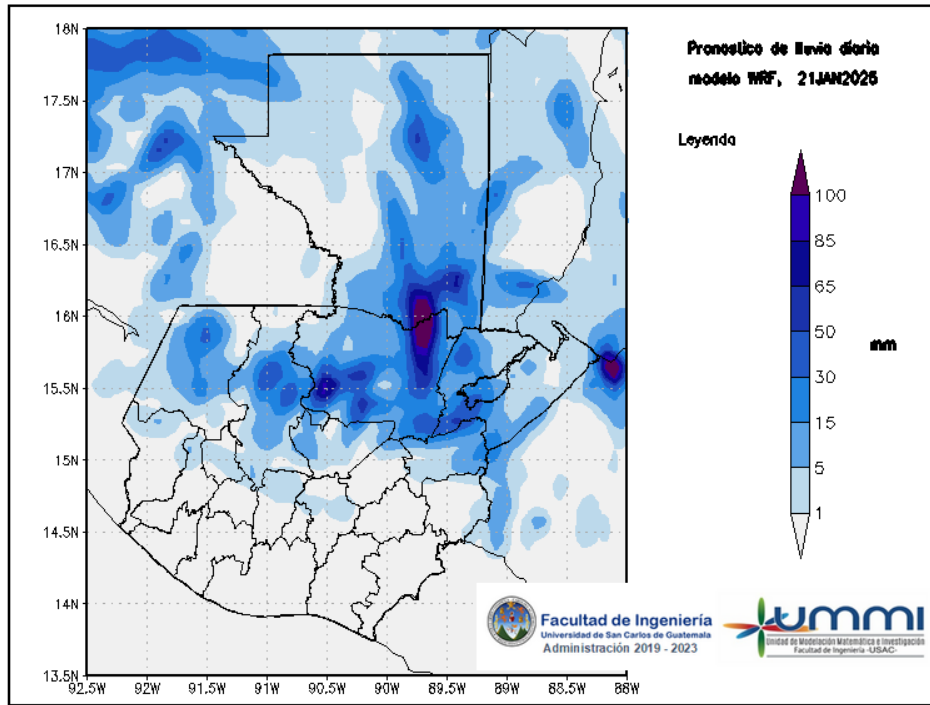 Pronostico de lluvia diaria
modelo WRF, 21JAN2025
Leyenda
100
85
65
50
30
15
5
1
mm
18N
17.5N
17N
16.5N
16N
15.5N
15N
14.5N
14N
13.5N
92.5W 92W 91.5W 91W 90.5W 90W 89.5W 89W 88.5W 88W
Facultad de Ingeniería
Universidad de San Carlos de Guatemala
Administración 2019 - 2023
UMMI
Unidad de Modelación Matemática e Investigación
Facultad de Ingeniería -USAC-